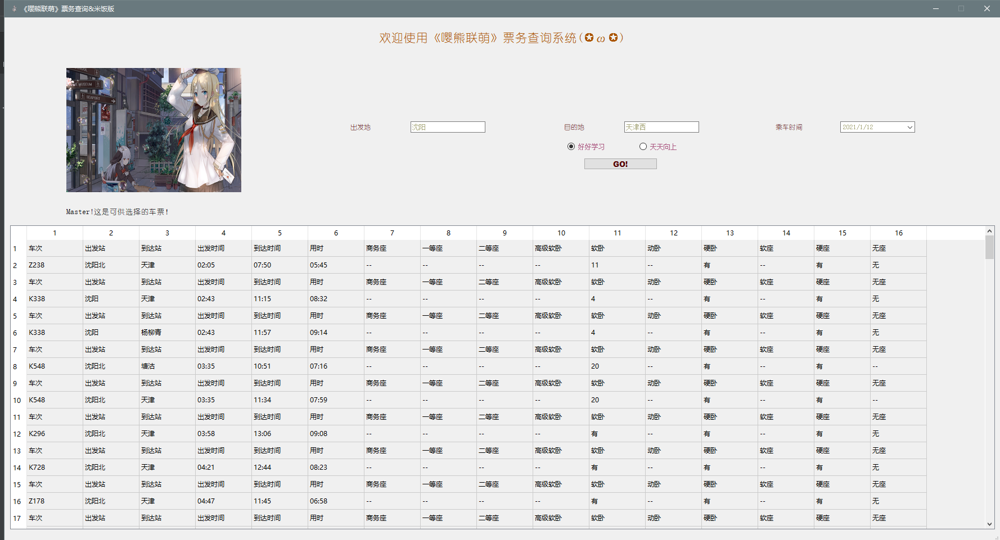 《嘤熊联萌》票务查询&米饭版
欢迎使用《嘤熊联萌》票务查询系统(✪ω✪)
MUSEUM
SEAPORT
出发地 沈阳 目的地 天津西 乘车时间 2021/1/12
好好学习 天天向上
GO!
Master!这是可供选择的车票!
1 2 3 4 5 6 7 8 9 10 11 12 13 14 15 16
1 车次 出发站 到达站 出发时间 到达时间 用时 商务座 一等座 二等座 高级软卧 软卧 动卧 硬卧 软座 硬座 无座
2 Z238 沈阳北 天津 02:05 07:50 05:45 -- -- -- -- 11 -- 有 -- 有 无
3 车次 出发站 到达站 出发时间 到达时间 用时 商务座 一等座 二等座 高级软卧 软卧 动卧 硬卧 软座 硬座 无座
4 K338 沈阳 天津 02:43 11:15 08:32 -- -- -- -- 4 -- 有 -- 有 无
5 车次 出发站 到达站 出发时间 到达时间 用时 商务座 一等座 二等座 高级软卧 软卧 动卧 硬卧 软座 硬座 无座
6 K338 沈阳 杨柳青 02:43 11:57 09:14 -- -- -- -- 4 -- 有 -- 有 无
7 车次 出发站 到达站 出发时间 到达时间 用时 商务座 一等座 二等座 高级软卧 软卧 动卧 硬卧 软座 硬座 无座
8 K548 沈阳北 塘沽 03:35 10:51 07:16 -- -- -- -- 20 -- 有 -- 有 --
9 车次 出发站 到达站 出发时间 到达时间 用时 商务座 一等座 二等座 高级软卧 软卧 动卧 硬卧 软座 硬座 无座
10 K548 沈阳北 天津 03:35 11:34 07:59 -- -- -- -- 20 -- 有 -- 有 --
11 车次 出发站 到达站 出发时间 到达时间 用时 商务座 一等座 二等座 高级软卧 软卧 动卧 硬卧 软座 硬座 无座
12 K296 沈阳北 天津 03:58 13:06 09:08 -- -- -- -- 有 -- 有 -- 有 无
13 车次 出发站 到达站 出发时间 到达时间 用时 商务座 一等座 二等座 高级软卧 软卧 动卧 硬卧 软座 硬座 无座
14 K728 沈阳北 天津 04:21 12:44 08:23 -- -- -- -- 有 -- 有 -- 有 无
15 车次 出发站 到达站 出发时间 到达时间 用时 商务座 一等座 二等座 高级软卧 软卧 动卧 硬卧 软座 硬座 无座
16 Z178 沈阳北 天津 04:47 11:45 06:58 -- -- -- -- 有 -- 有 -- 有 无
17 车次 出发站 到达站 出发时间 到达时间 用时 商务座 一等座 二等座 高级软卧 软卧 动卧 硬卧 软座 硬座 无座